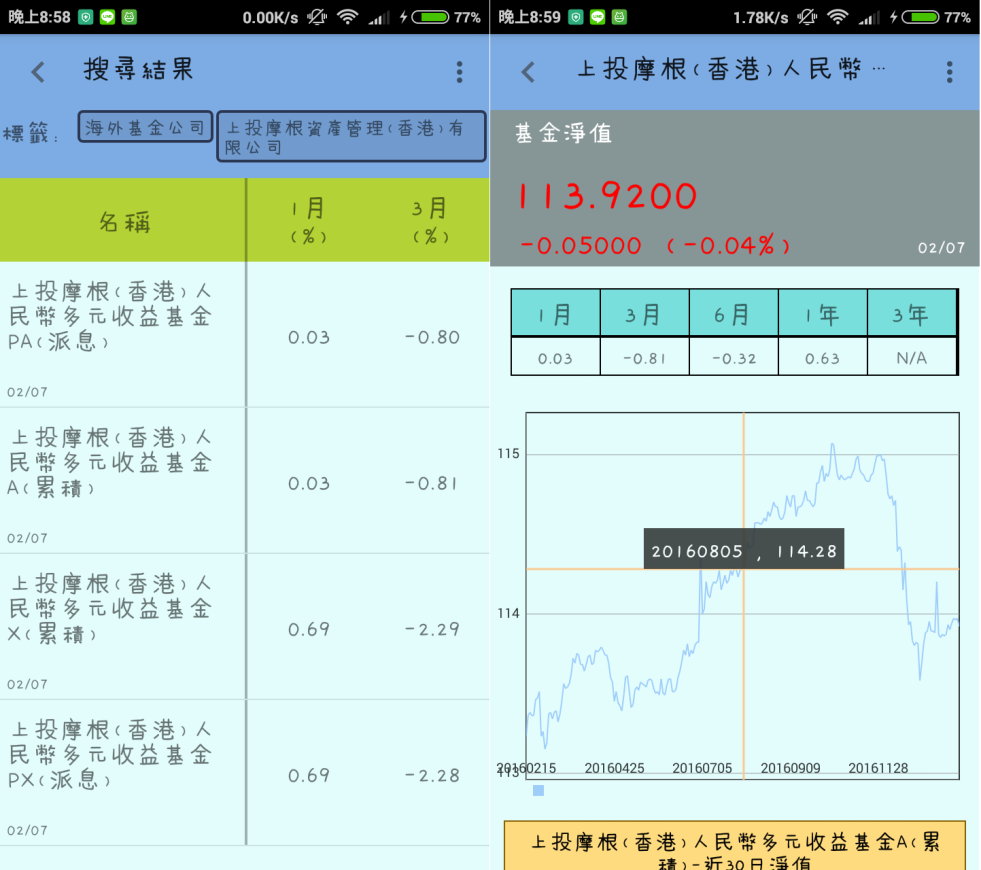 晚上8:58 0.00K/s 77%
搜尋結果
標籤: 海外基金公司 上投摩根資產管理(香港)有
限公司
名稱 1月 3月
(%) (%)
上投摩根(香港)人
民幣多元收益基金
PA(派息)
0.03 -0.80
02/07
上投摩根(香港)人
民幣多元收益基金
A(累積)
0.03 -0.81
02/07
上投摩根(香港)人
民幣多元收益基金
X(累積)
0.69 -2.29
02/07
上投摩根(香港)人
民幣多元收益基金
PX(派息)
0.69 -2.28
02/07
晚上8:59 1.78K/s 77%
上投摩根(香港)人民幣…
基金淨值
113.9200
-0.05000 (-0.04%) 02/07
1月 3月 6月 1年 3年
0.03 -0.81 -0.32 0.63 N/A
115
20160805 , 114.28
114
113
20160215 20160425 20160705 20160909 20161128
上投摩根(香港)人民幣多元收益基金A(累
積)-近30日淨值